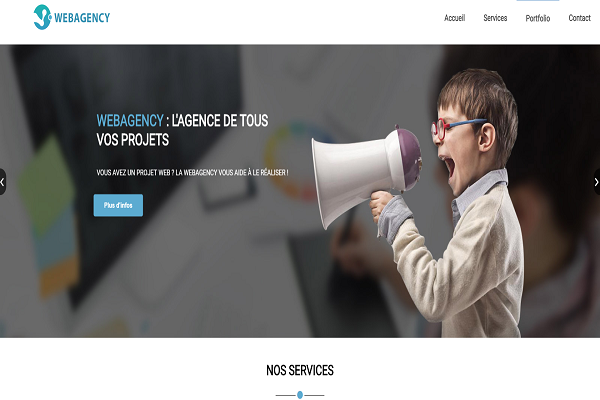 WEBAGENCY
Accueil Services Portfolio Contact
WEBAGENCY : L'AGENCE DE TOUS
VOS PROJETS
VOUS AVEZ UN PROJET WEB ? LA WEBAGENCY VOUS AIDE À LE RÉALISER !
Plus d'infos
NOS SERVICES